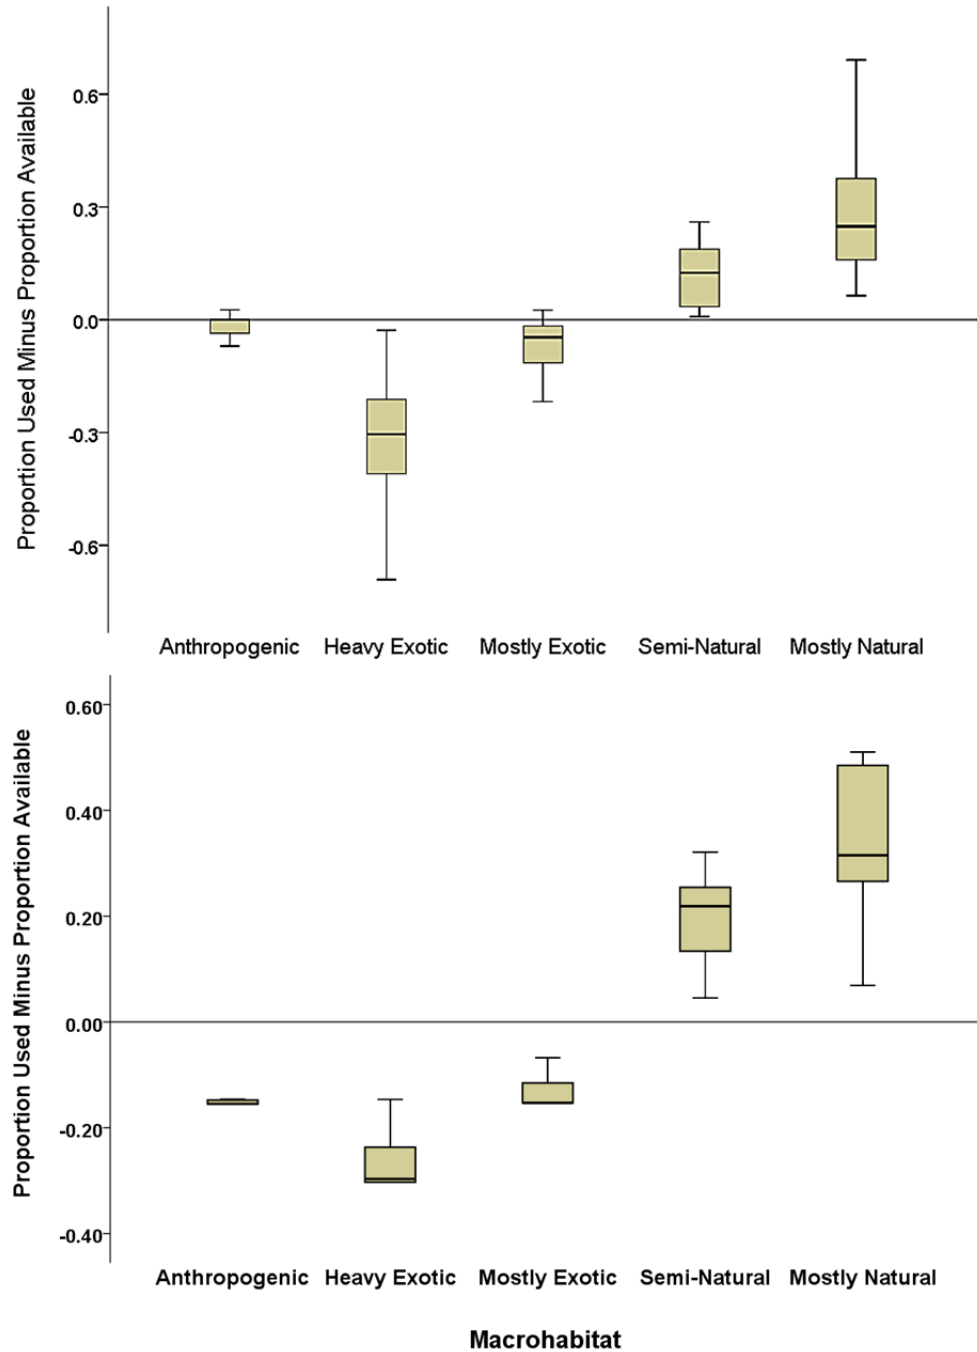 Proportion Used Minus Proportion Available
0.6
0.3
0.0
-0.3
-0.6
Anthropogenic Heavy Exotic Mostly Exotic Semi-Natural Mostly Natural
Proportion Used Minus Proportion Available
0.60
0.40
0.20
0.00
-0.20
-0.40
Anthropogenic Heavy Exotic Mostly Exotic Semi-Natural Mostly Natural
Macrohabitat